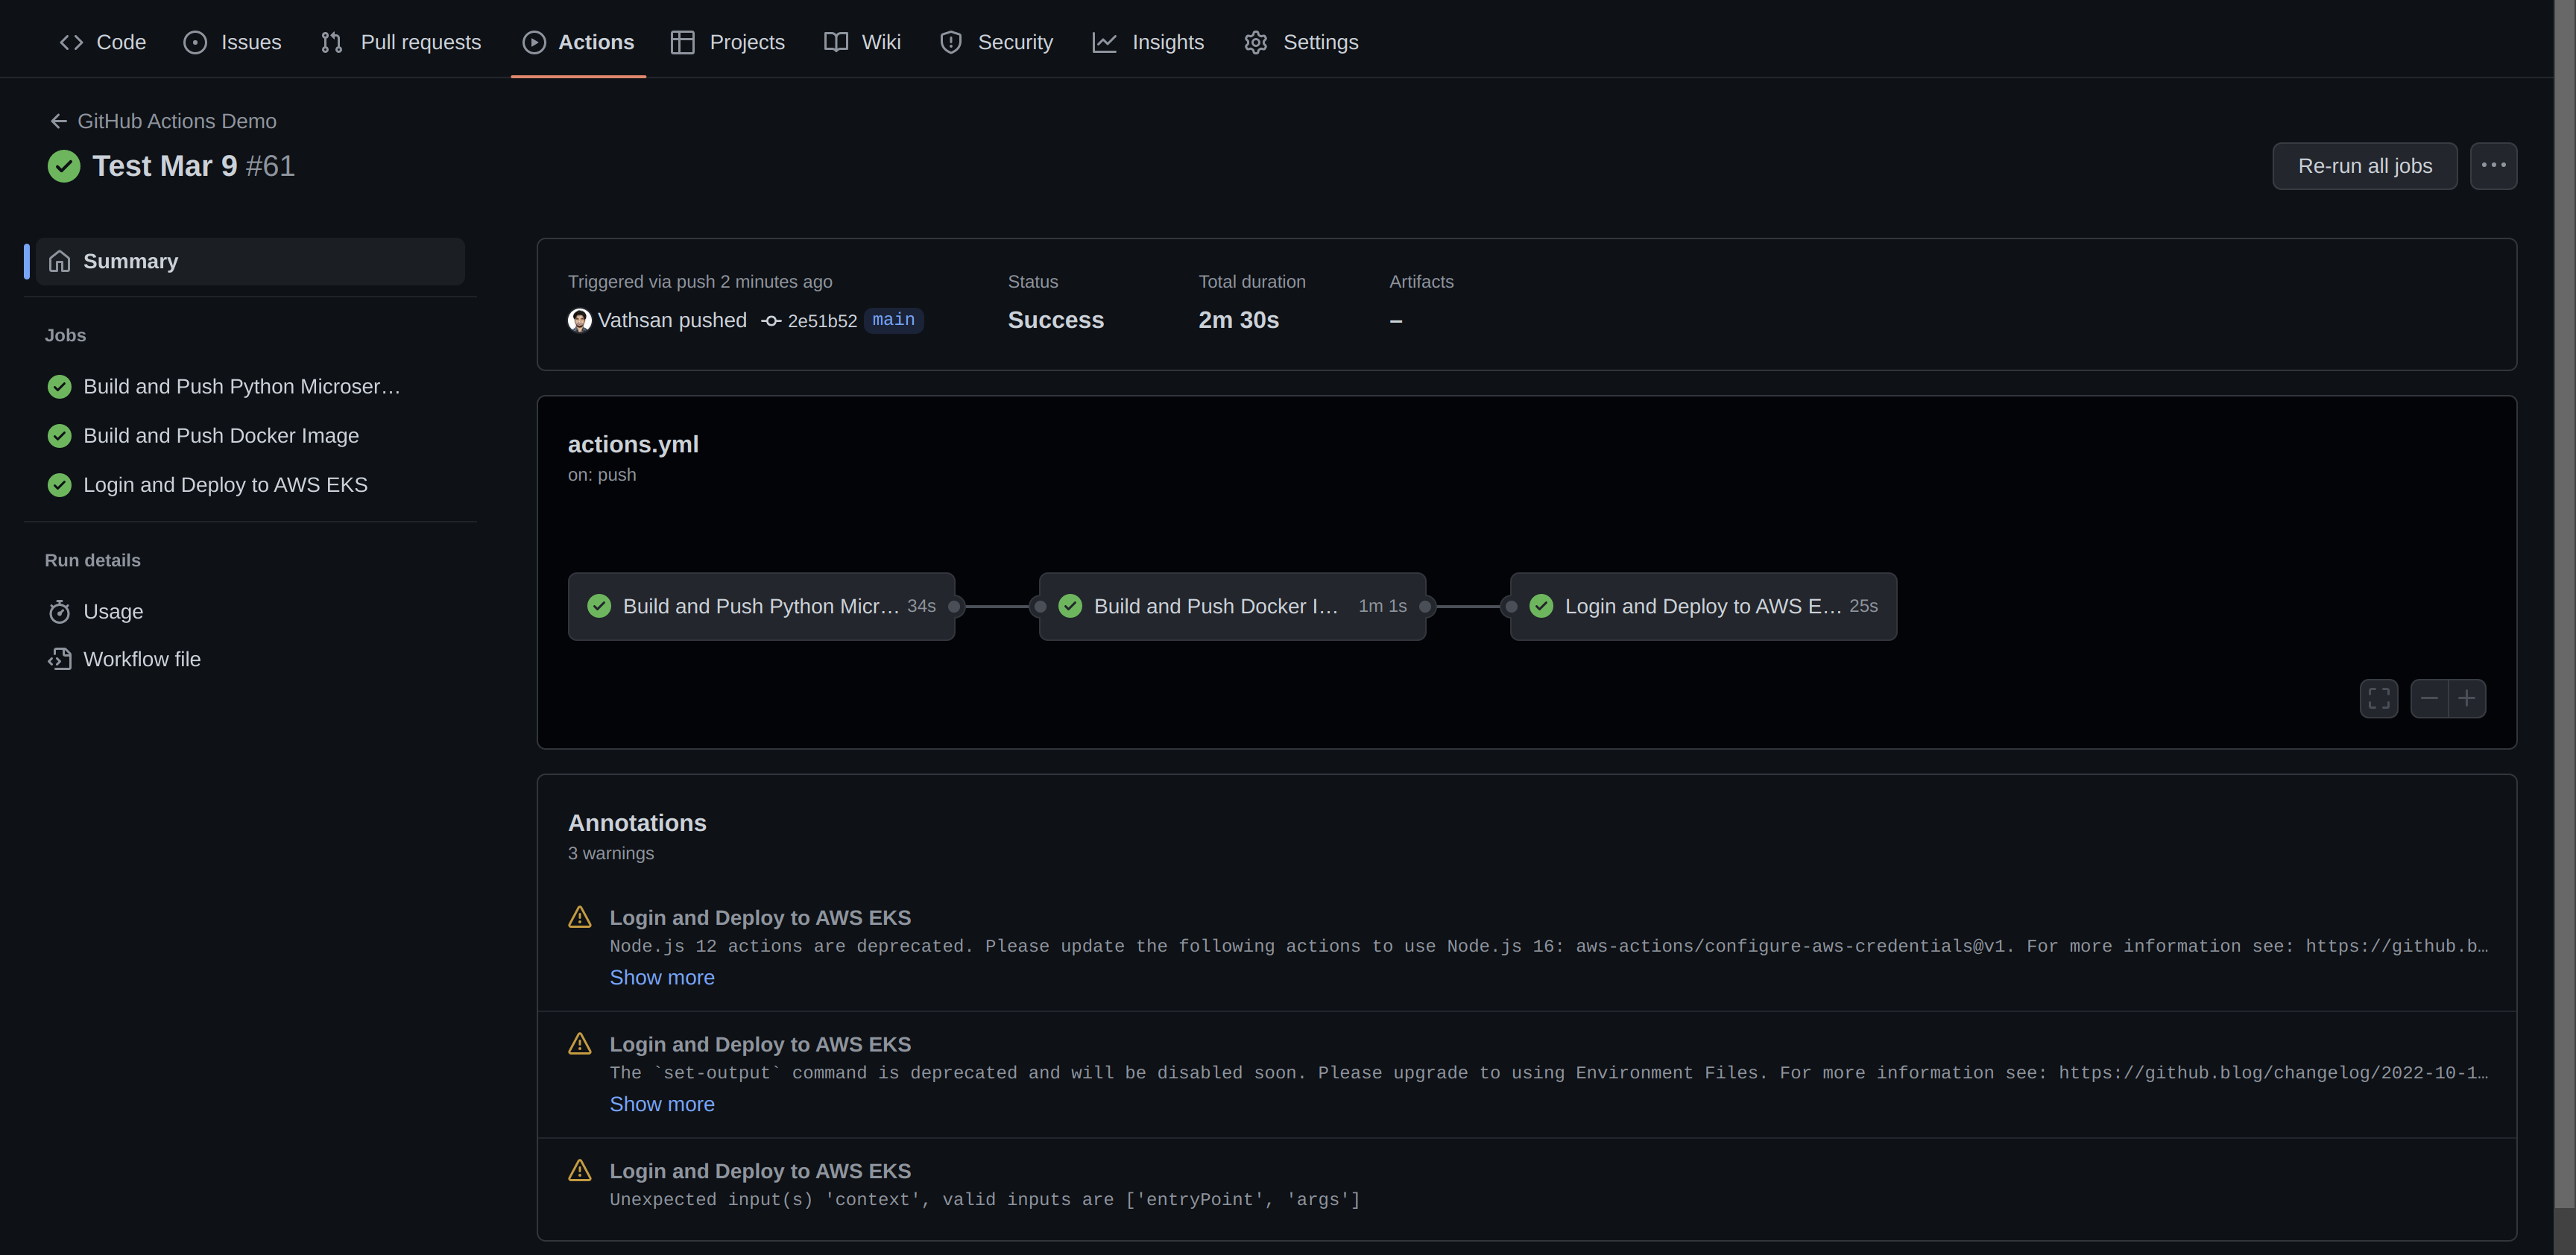 Code Issues Pull requests Actions Projects Wiki Security Insights Settings
GitHub Actions Demo
Test Mar 9 #61
Re-run all jobs
Summary
Jobs
Build and Push Python Microser…
Build and Push Docker Image
Login and Deploy to AWS EKS
Run details
Usage
Workflow file
Triggered via push 2 minutes ago
Vathsan pushed 2e51b52 main
Status
Success
Total duration
2m 30s
Artifacts
–
actions.yml
on: push
Build and Push Python Micr… 34s
Build and Push Docker I… 1m 1s
Login and Deploy to AWS E… 25s
Annotations
3 warnings
Login and Deploy to AWS EKS
Node.js 12 actions are deprecated. Please update the following actions to use Node.js 16: aws-actions/configure-aws-credentials@v1. For more information see: https://github.b…
Show more
Login and Deploy to AWS EKS
The `set-output` command is deprecated and will be disabled soon. Please upgrade to using Environment Files. For more information see: https://github.blog/changelog/2022-10-1…
Show more
Login and Deploy to AWS EKS
Unexpected input(s) 'context', valid inputs are ['entryPoint', 'args']